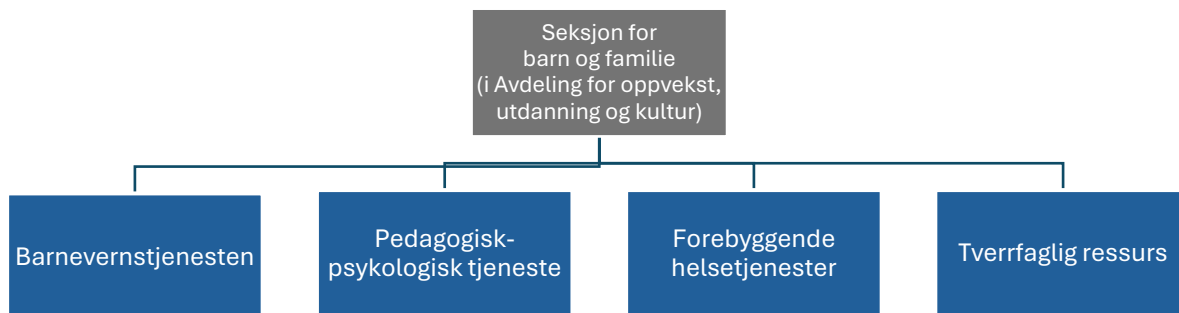 Seksjon for
barn og familie
(i Avdeling for oppvekst,
utdanning og kultur)
Barnevernstjenesten
Pedagogisk-
psykologisk tjeneste
Forebyggende
helsetjenester
Tverrfaglig ressurs